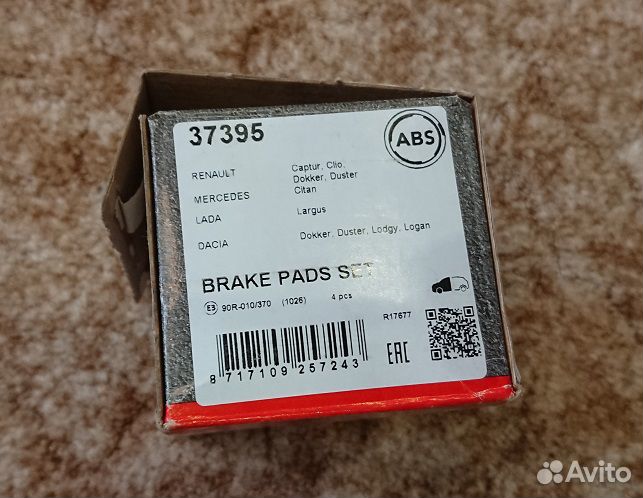 37395
ABS
RENAULT Captur, Clio,
Dokker, Duster
MERCEDES Citan
LADA Largus
DACIA Dokker, Duster, Lodgy, Logan
BRAKE PADS SET
E3 90R-010/370 (1026) 4 pcs
R17677
8 717109 257243
EAC
Avito